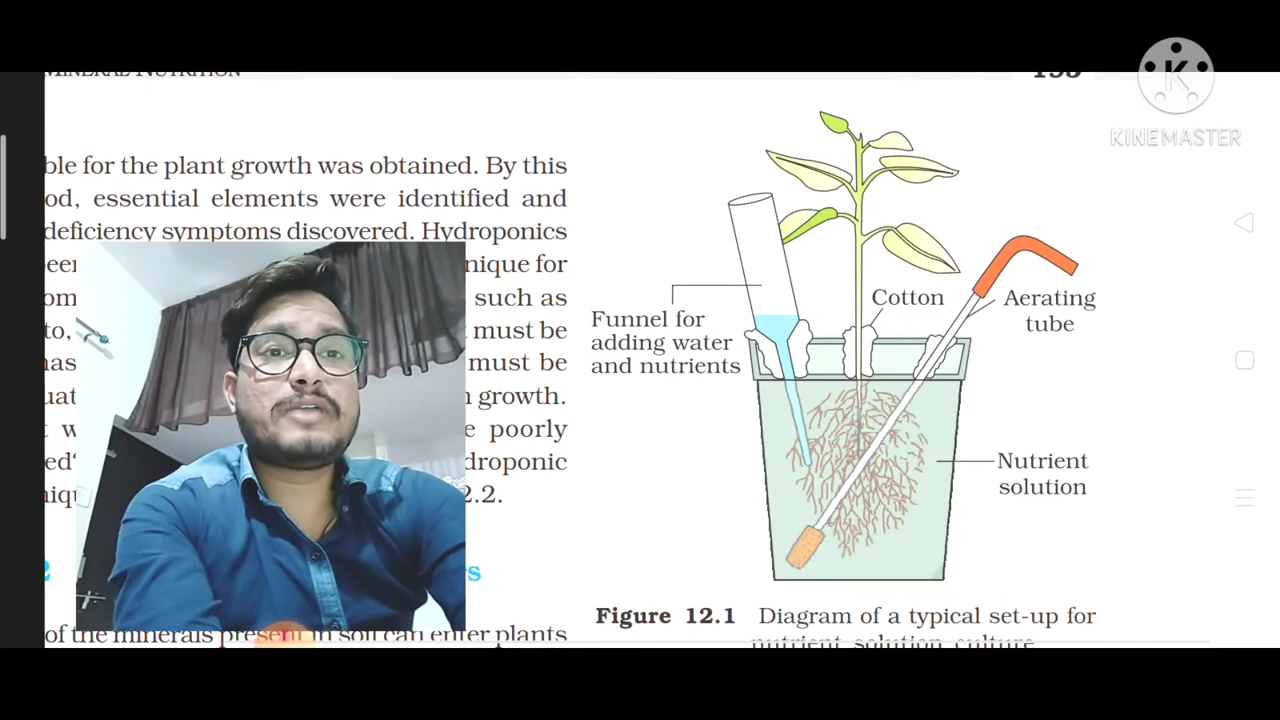 MINERAL NUTRITION
KINEMASTER
ble for the plant growth was obtained. By this
od, essential elements were identified and
deficiency symptoms discovered. Hydroponics
nique for
such as
must be
must be
growth.
poorly
droponic
2.2.
of the minerals present in soil can enter plants
Funnel for
adding water
and nutrients
Cotton
Aerating
tube
Nutrient
solution
Figure 12.1 Diagram of a typical set-up for
nutrient solution culture